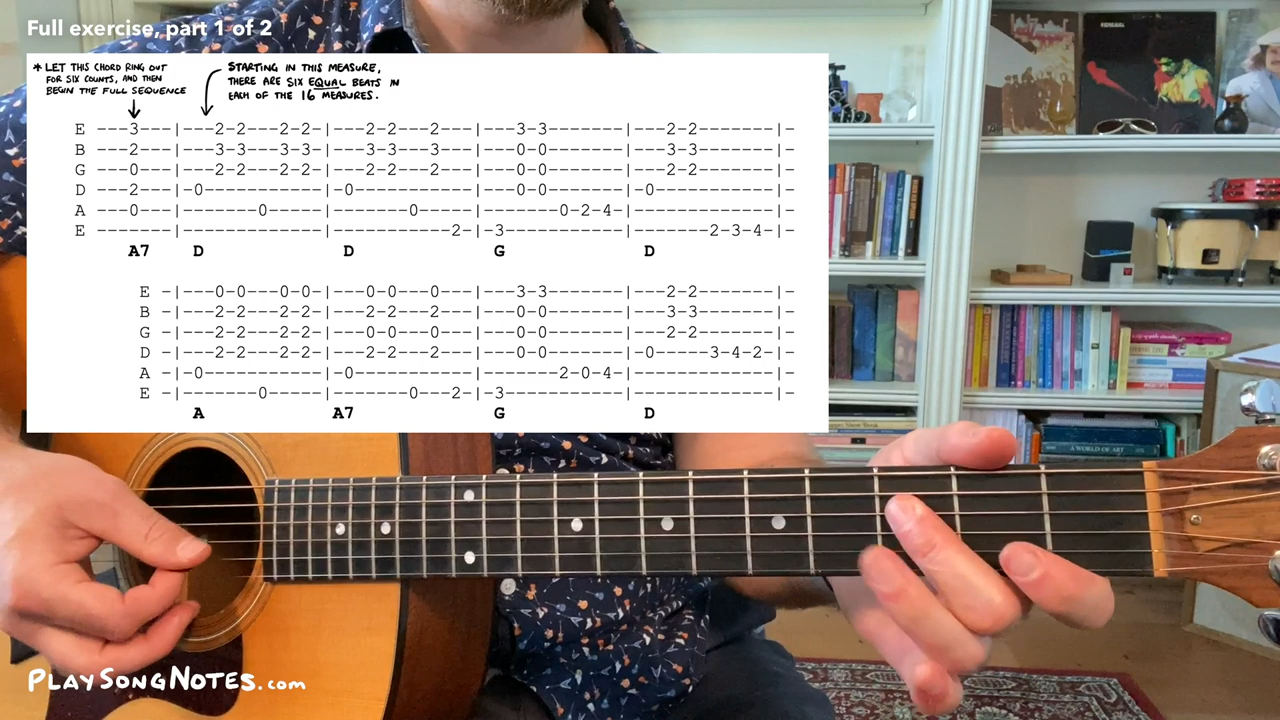 Full exercise, part 1 of 2
* LET THIS CHORD RING OUT
FOR SIX COUNTS, AND THEN
BEGIN THE FULL SEQUENCE
STARTING IN THIS MEASURE,
THERE ARE SIX EQUAL BEATS IN
EACH OF THE 16 MEASURES.
E ---3---|---2-2---2-2-|---2-2---2---|---3-3-------|---2-2-------|-
B ---2---|---3-3---3-3-|---3-3---3---|---0-0-------|---3-3-------|-
G ---0---|---2-2---2-2-|---2-2---2---|---0-0-------|---2-2-------|-
D ---2---|-0-----------|-0-----------|---0-0-------|-0-----------|-
A ---0---|-------0-----|-------0-----|-------0-2-4-|-------------|-
E -------|-------------|-----------2-|-3-----------|-------2-3-4-|-
A7 D D G D
E -|---0-0---0-0-|---0-0---0---|---3-3-------|---2-2-------|-
B -|---2-2---2-2-|---2-2---2---|---0-0-------|---3-3-------|-
G -|---2-2---2-2-|---0-0---0---|---0-0-------|---2-2-------|-
D -|---2-2---2-2-|---2-2---2---|---0-0-------|-0-----3-4-2-|-
A -|-0-----------|-0-----------|-------2-0-4-|-------------|-
E -|-------0-----|-------0---2-|-3-----------|-------------|-
A A7 G D
A WORLD OF ART
PLAYSONGNOTES.COM